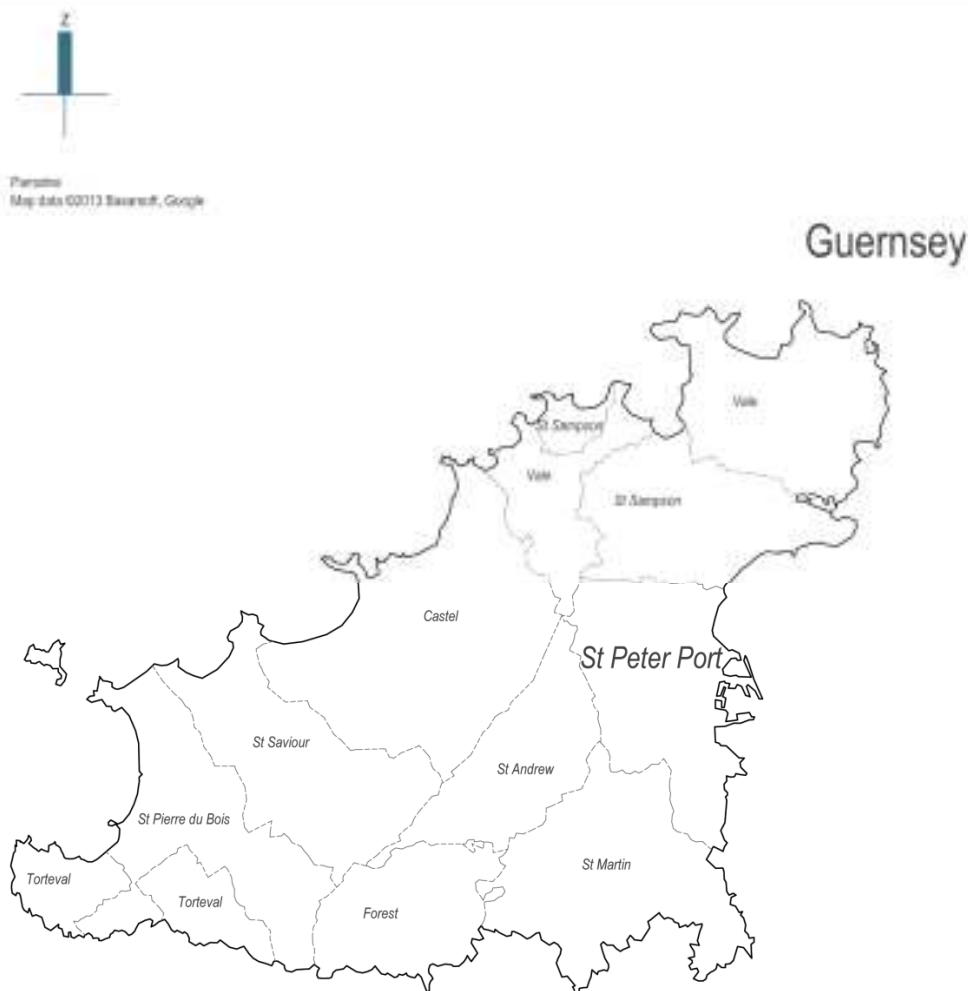 Z
Map data ©2013 Basarsoft, Google
Guernsey
Vale
St Sampson
Vale
St Sampson
Castel
St Peter Port
St Saviour
St Andrew
St Pierre du Bois
St Martin
Torteval
Torteval
Forest